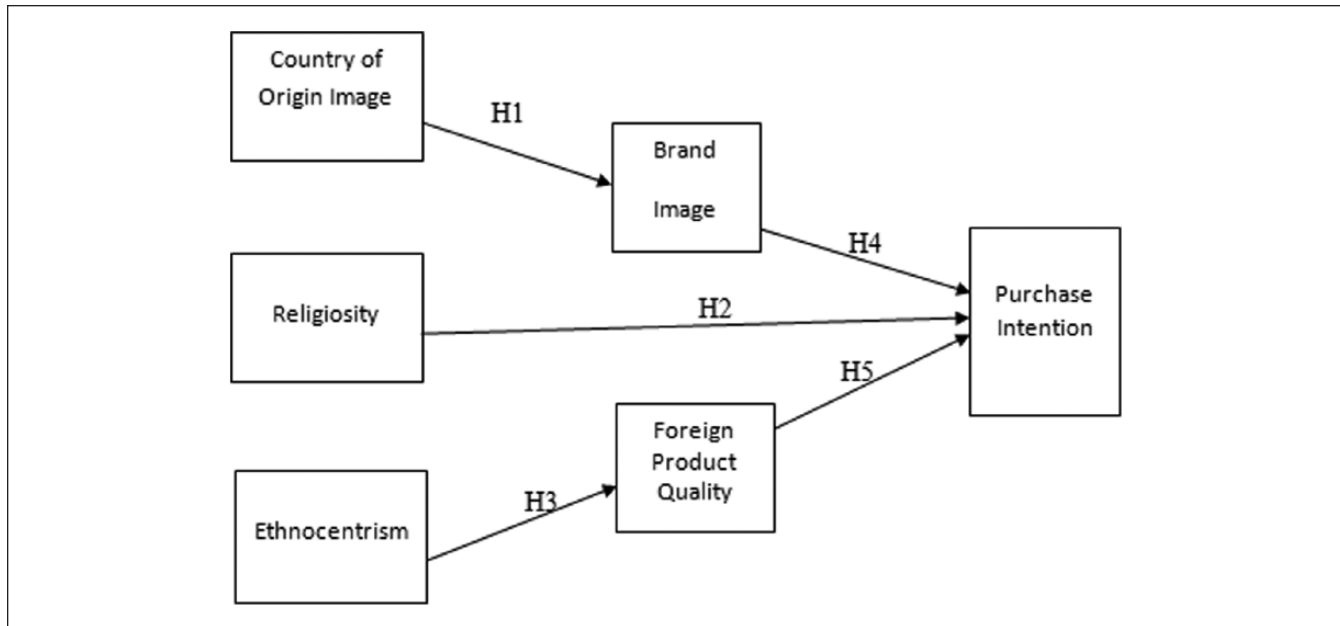 Country of
Origin Image
H1
Brand
Image
H4
Religiosity
H2
Purchase
Intention
H5
Foreign
Product
Quality
H3
Ethnocentrism